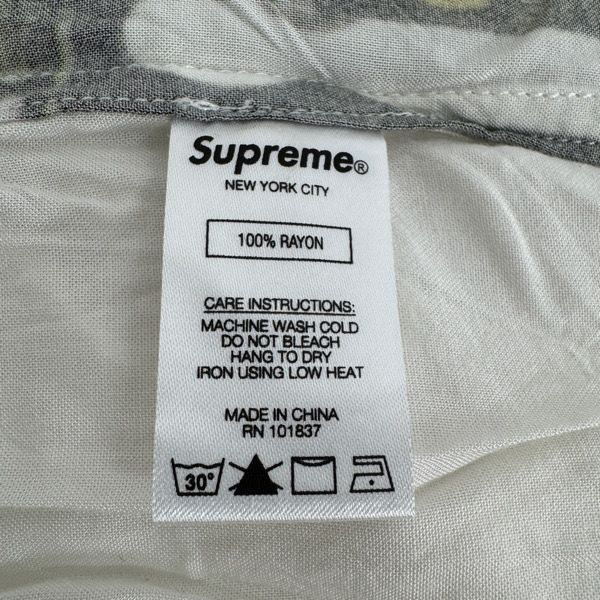 Supreme®
NEW YORK CITY
100% RAYON
CARE INSTRUCTIONS:
MACHINE WASH COLD
DO NOT BLEACH
HANG TO DRY
IRON USING LOW HEAT
MADE IN CHINA
RN 101837
30°